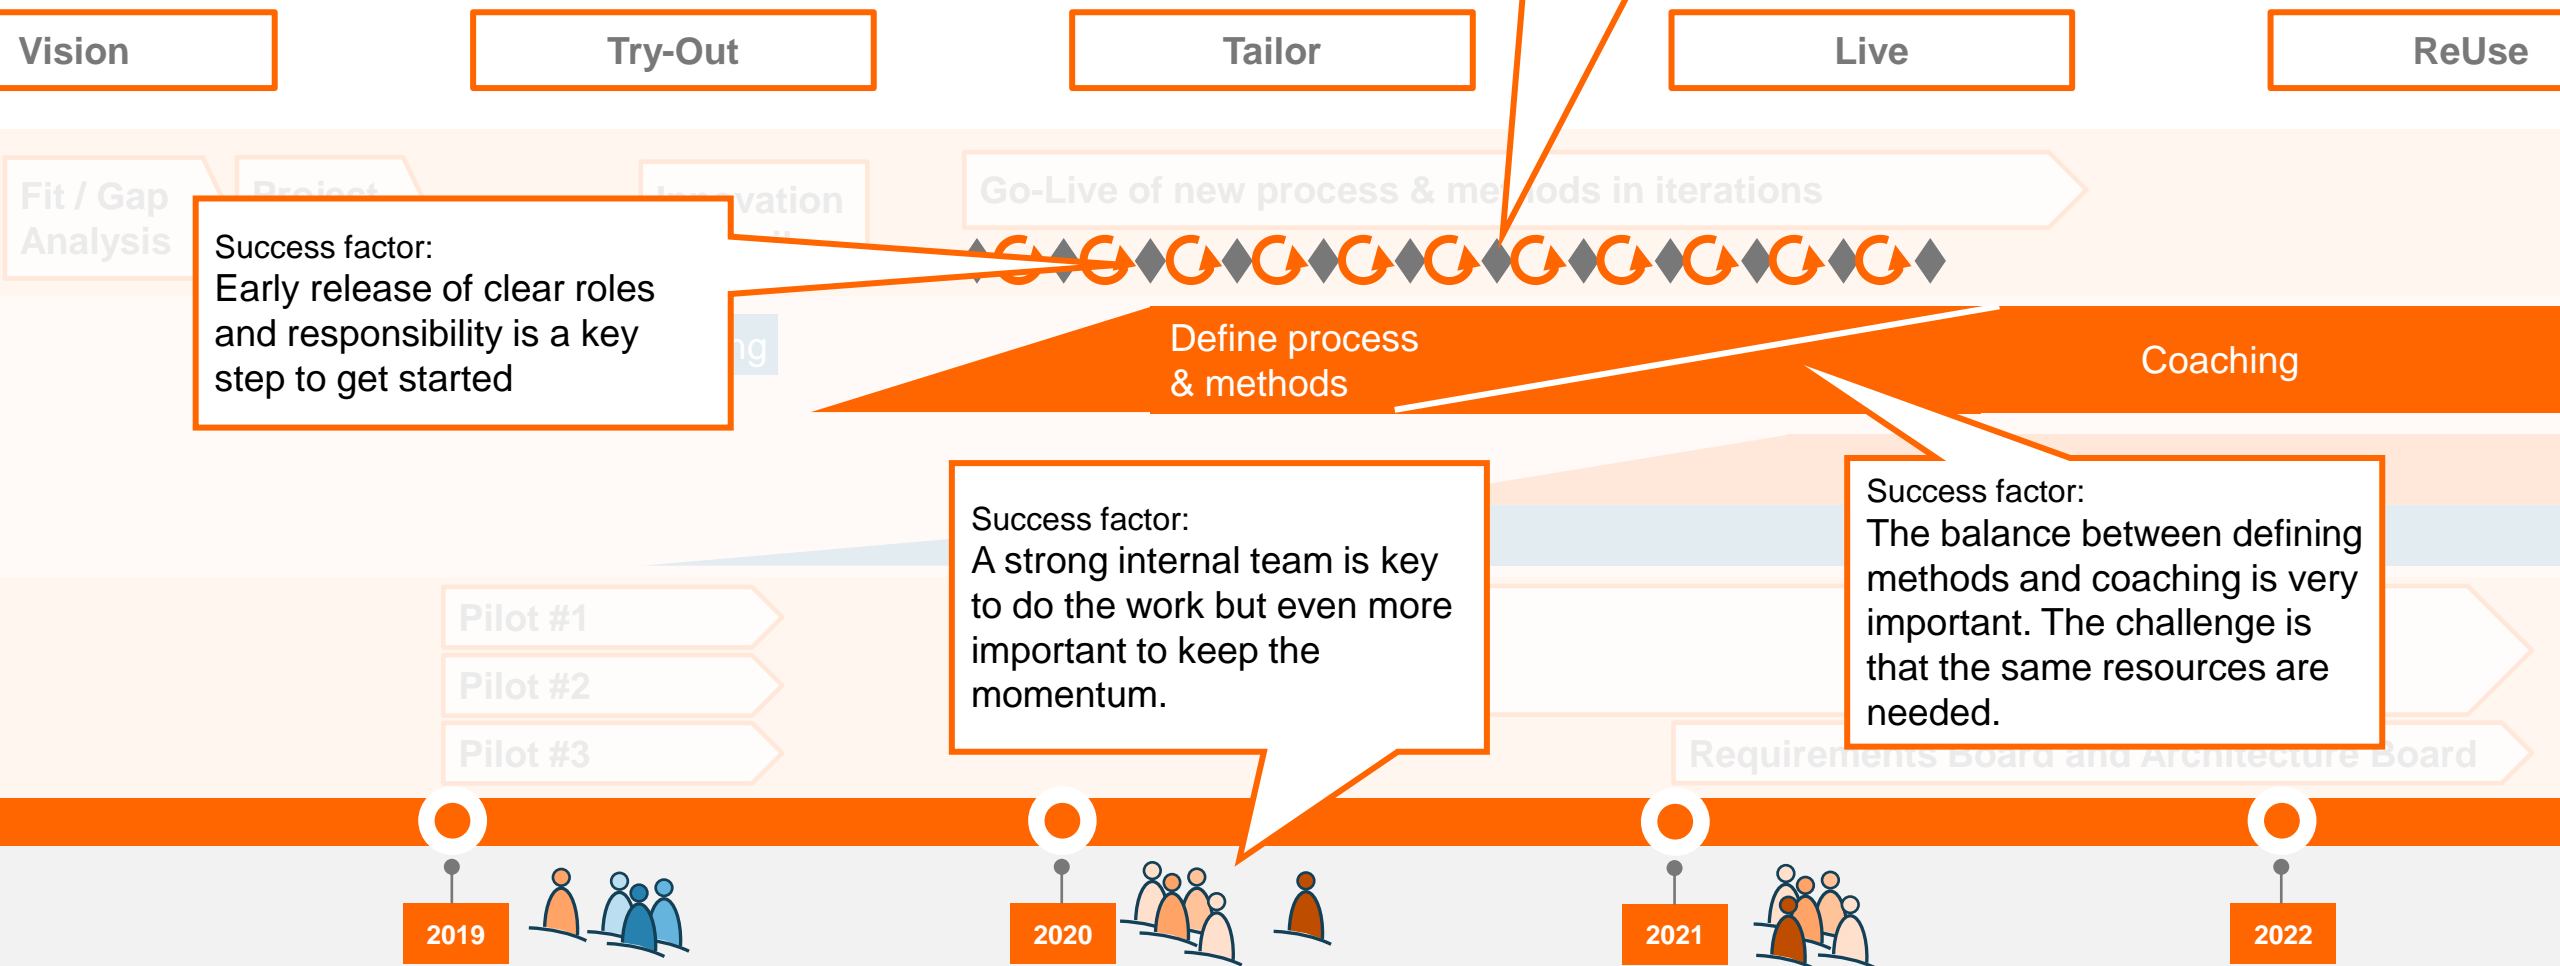 Vision
Try-Out
Tailor
Live
ReUse
Fit / Gap
Analysis
Project
Go-Live of new process & methods in iterations
Success factor:
Early release of clear roles
and responsibility is a key
step to get started
Define process
& methods
Coaching
Success factor:
A strong internal team is key
to do the work but even more
important to keep the
momentum.
Success factor:
The balance between defining
methods and coaching is very
important. The challenge is
that the same resources are
needed.
Pilot #1
Pilot #2
Pilot #3
Requirements Board and Architecture Board
2019
2020
2021
2022